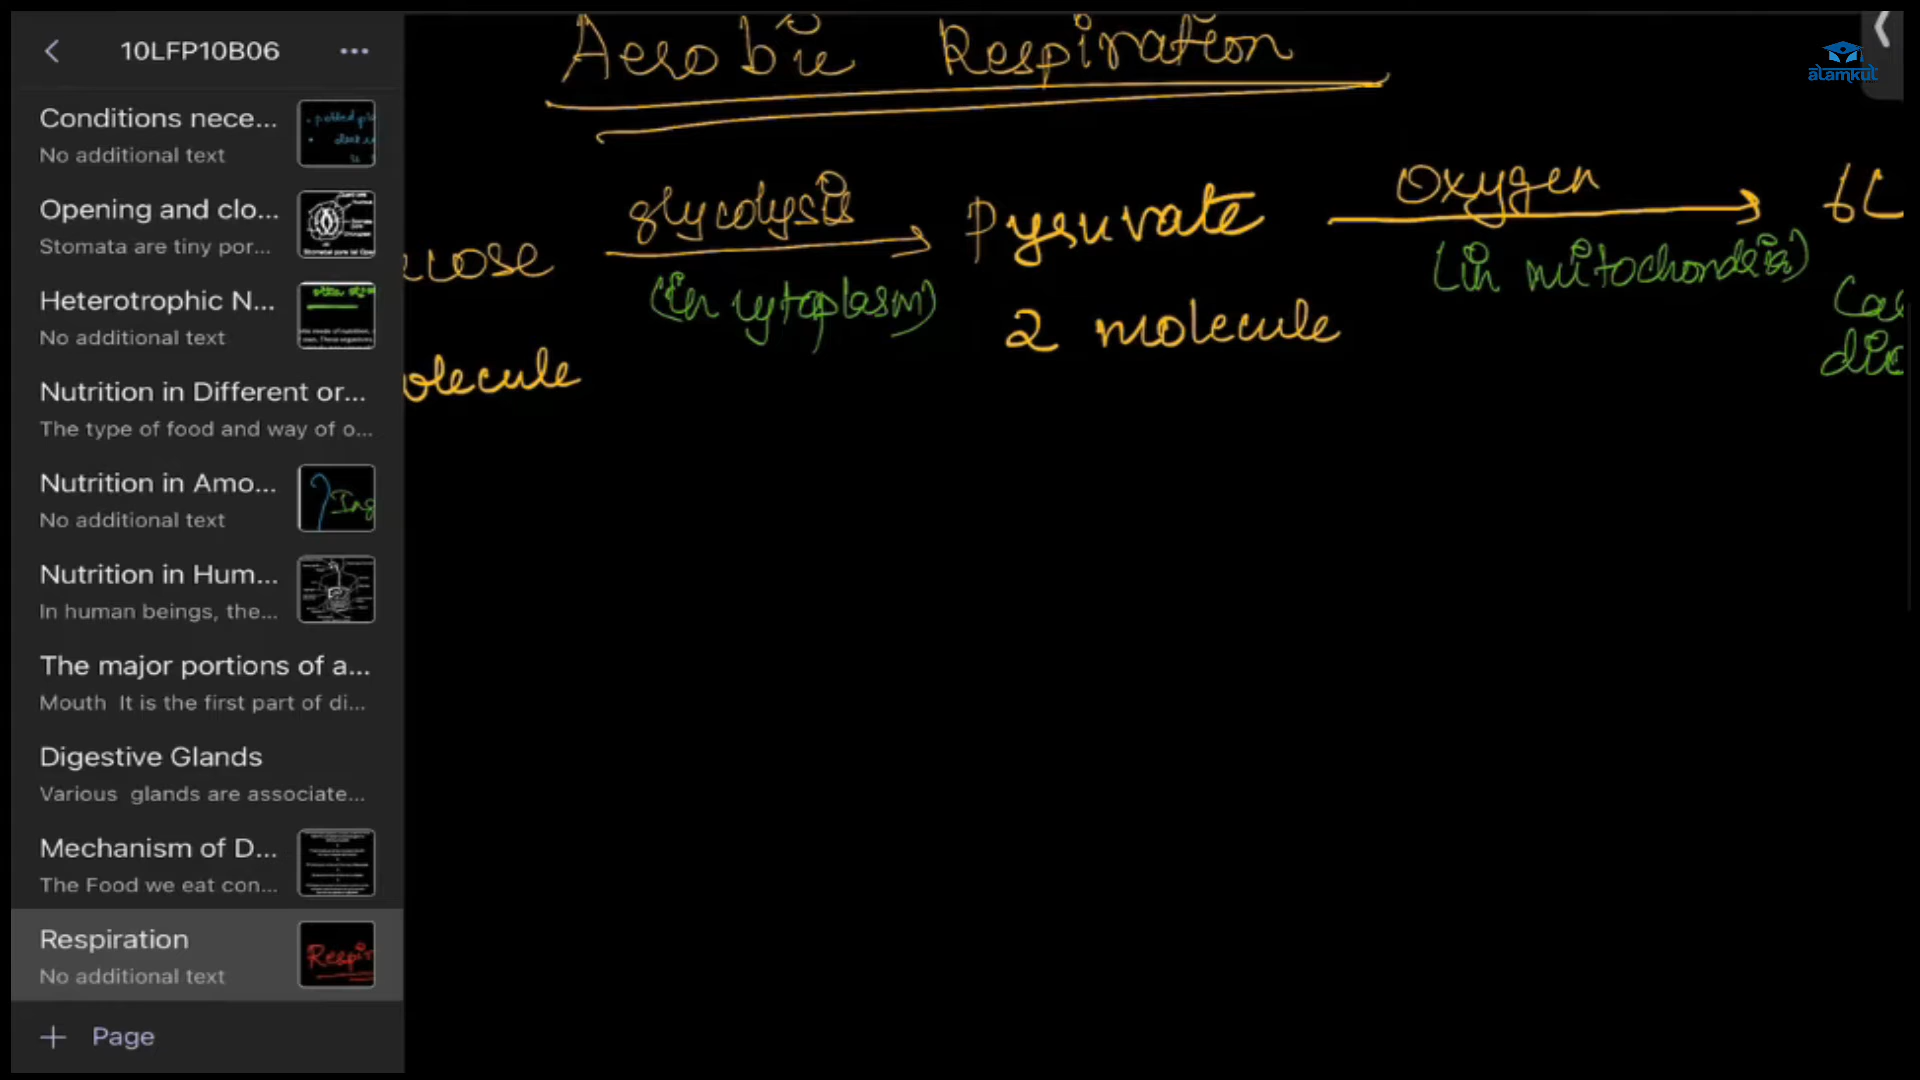 10LFP10B06
Conditions nece...
No additional text
Opening and clo...
Stomata are tiny por...
Heterotrophic N...
No additional text
Nutrition in Different or...
The type of food and way of o...
Nutrition in Amo...
No additional text
Nutrition in Hum...
In human beings, the...
The major portions of a...
Mouth It is the first part of di...
Digestive Glands
Various glands are associate...
Mechanism of D...
The Food we eat con...
Respiration
No additional text
Page
Aerobic Respiration
ucose glycolysis Pyruvate Oxygen 6C
(in cytoplasm) (in mitochondria)
olecule 2 molecule
Ca
dio
alamkut